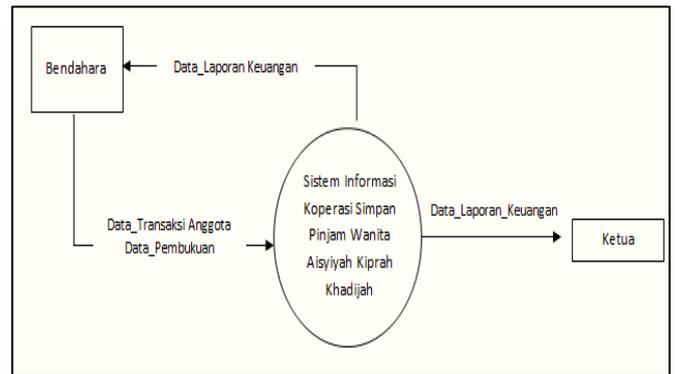 Bendahara
Data_Laporan Keuangan
Sistem Informasi
Koperasi Simpan
Pinjam Wanita
Aisyiyah Kiprah
Khadijah
Data_Transaksi Anggota
Data_Pembukuan
Data_Laporan_Keuangan
Ketua